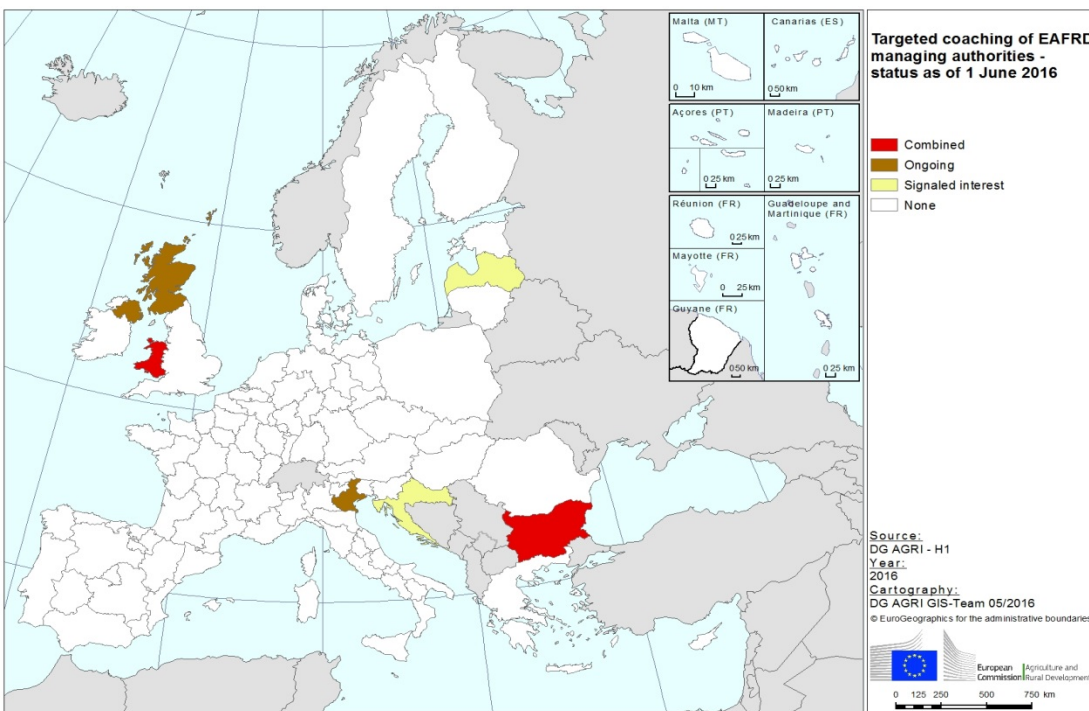 Malta (MT)
0 10 km
Canarias (ES)
0 50 km
Açores (PT)
0 25 km
0 25 km
Madeira (PT)
0 25 km
Réunion (FR)
0 25 km
Mayotte (FR)
0 25 km
Guyane (FR)
0 50 km
Guadeloupe and
Martinique (FR)
0 25 km
Targeted coaching of EAFRD
managing authorities -
status as of 1 June 2016
Combined
Ongoing
Signaled interest
None
Source:
DG AGRI - H1
Year:
2016
Cartography:
DG AGRI GIS-Team 05/2016
© EuroGeographics for the administrative boundaries
European
Commission
Agriculture and
Rural Development
0 125 250 500 750 km